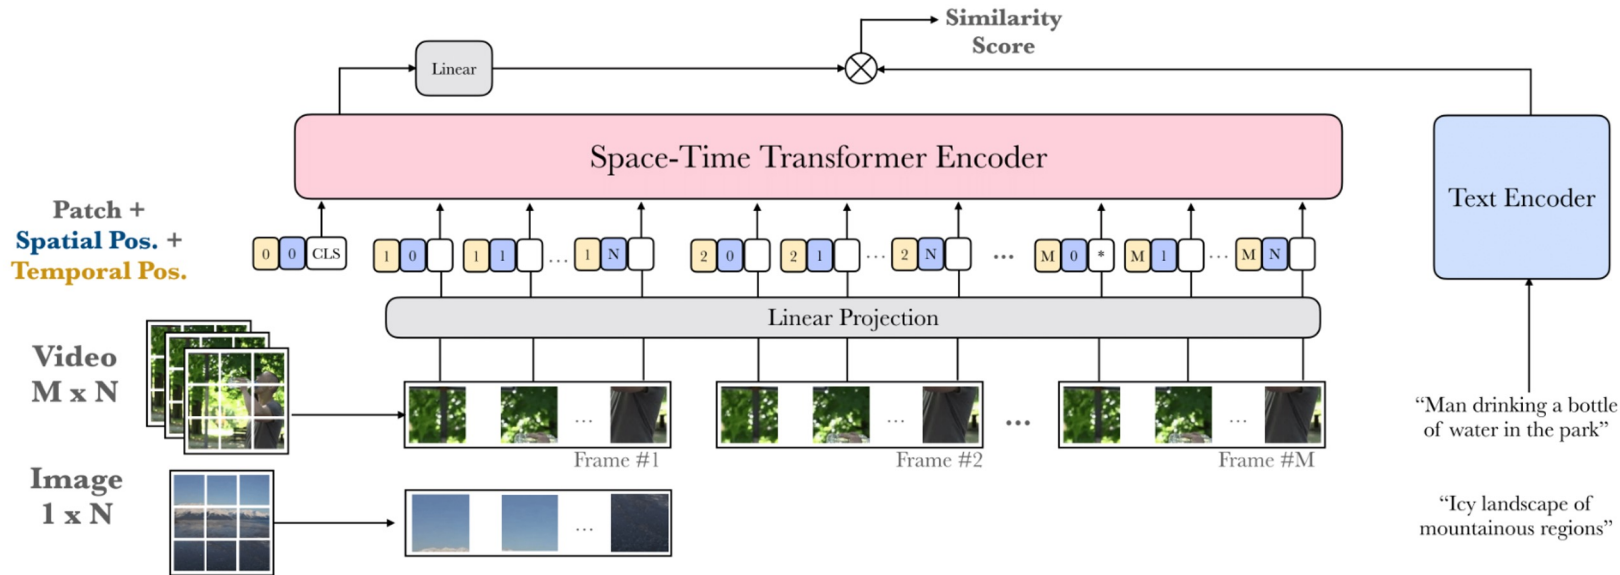 Similarity
Score
Linear
Space-Time Transformer Encoder
Text Encoder
Patch +
Spatial Pos. +
Temporal Pos.
0 0 CLS 1 0 1 1 ... 1 N 2 0 2 1 ... 2 N ... M 0 * M 1 ... M N
Linear Projection
Video
M x N
... ... ... ...
Frame #1 Frame #2 Frame #M
“Man drinking a bottle
of water in the park”
Image
1 x N
...
“Icy landscape of
mountainous regions”